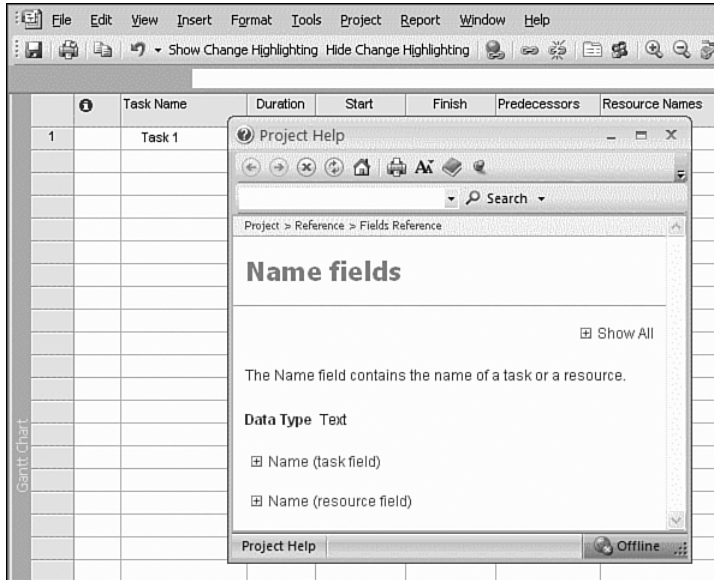 File Edit View Insert Format Tools Project Report Window Help
Show Change Highlighting Hide Change Highlighting
Task Name Duration Start Finish Predecessors Resource Names
1 Task 1
Project Help
Search
Project > Reference > Fields Reference
Name fields
Show All
The Name field contains the name of a task or a resource.
Data Type Text
Name (task field)
Name (resource field)
Project Help Offline
Gantt Chart